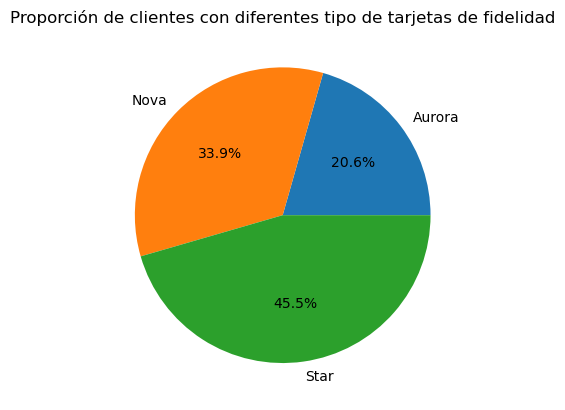 Proporción de clientes con diferentes tipo de tarjetas de fidelidad
Nova
Aurora
33.9%
20.6%
45.5%
Star